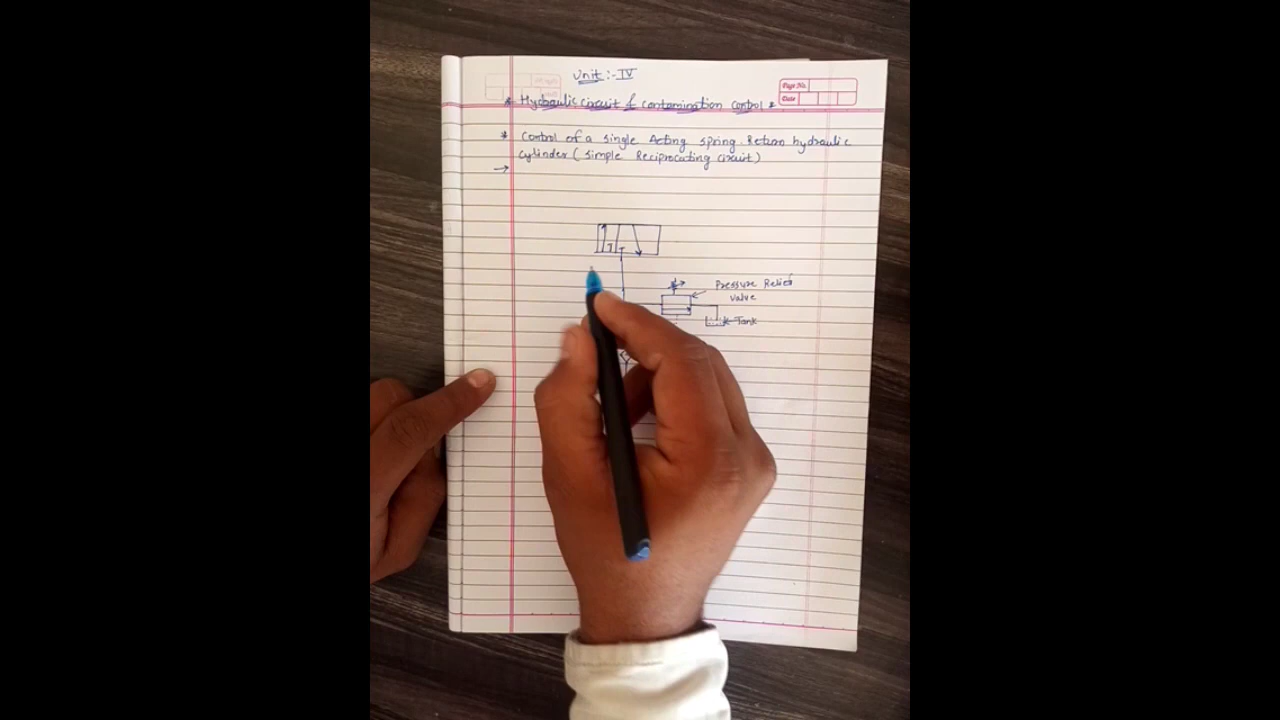 Unit :- IV
Page No.
Date
* Hydraulic circuit & contamination control *
* Control of a single Acting spring. Return hydraulic
cylinder ( simple Reciprocating circuit )
→
T
Pressure Relief
valve
Tank